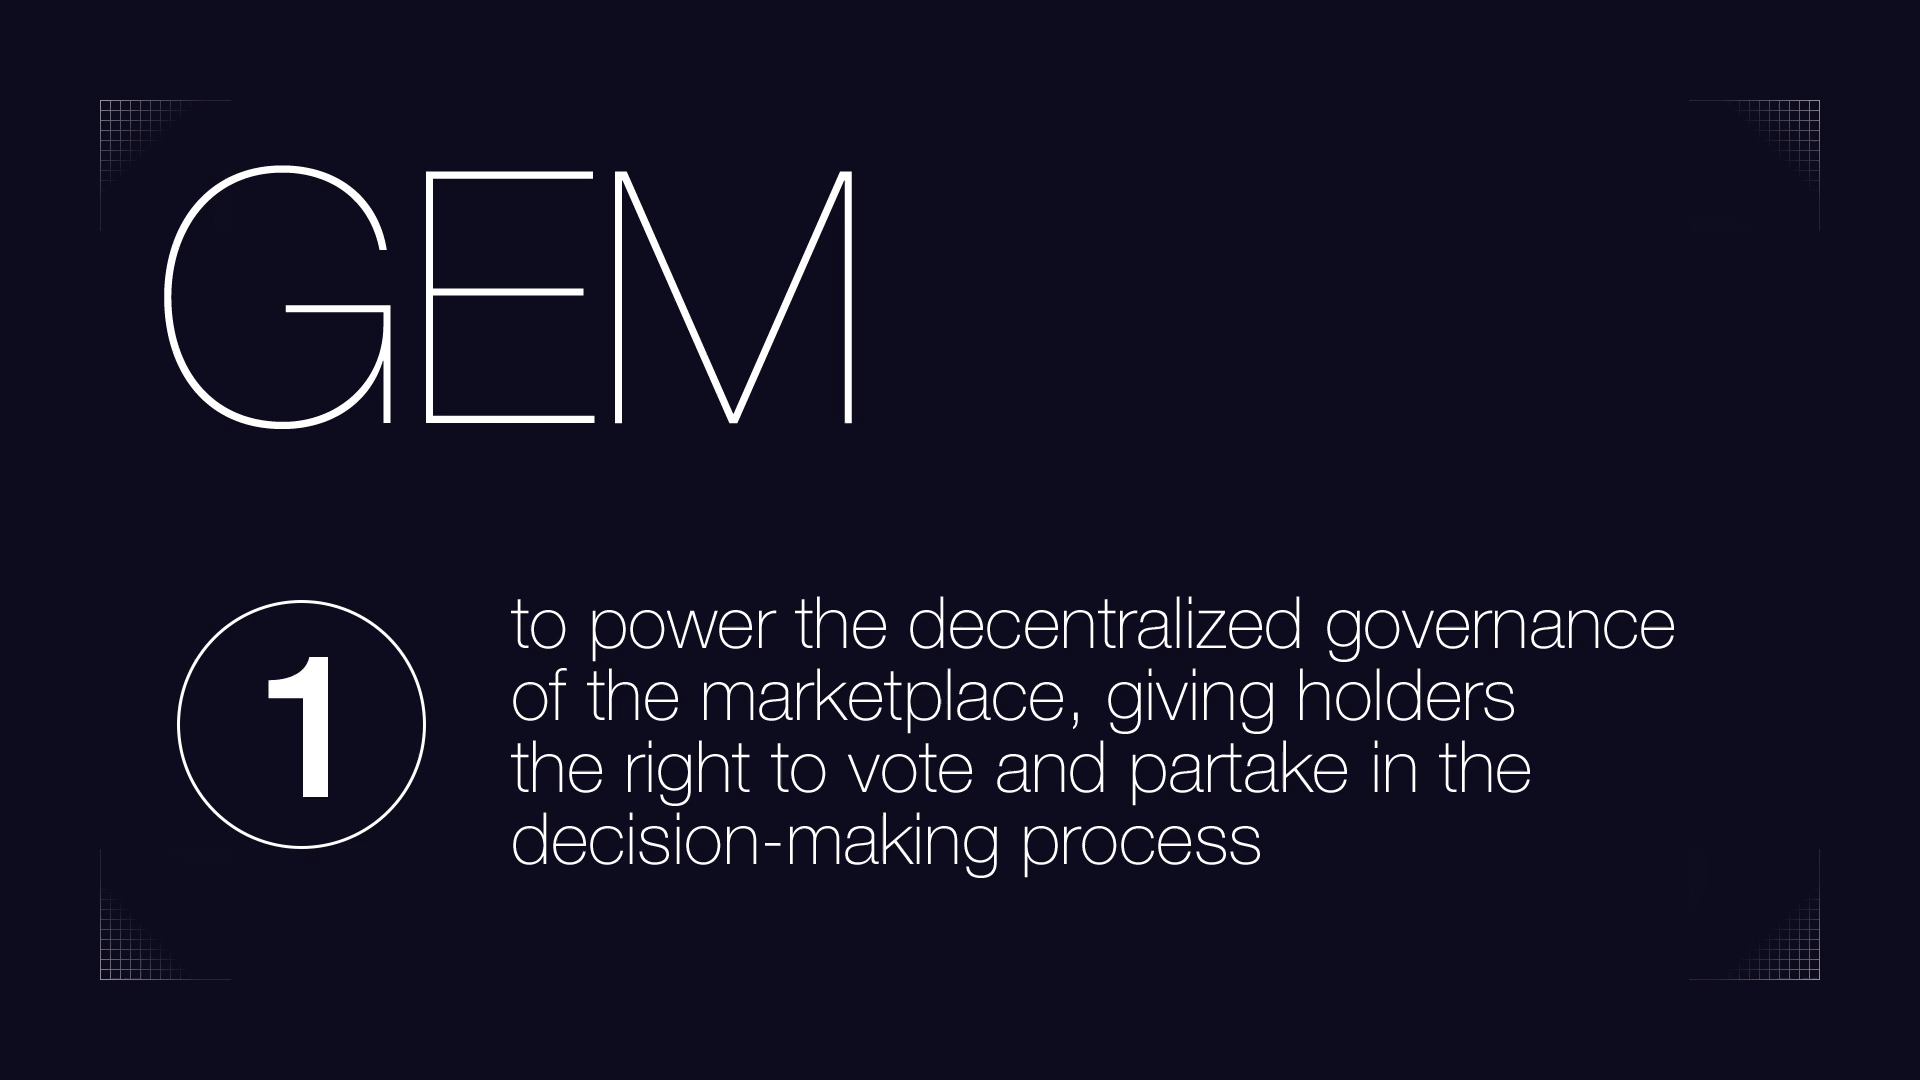 GEM
1
to power the decentralized governance
of the marketplace, giving holders
the right to vote and partake in the
decision-making process